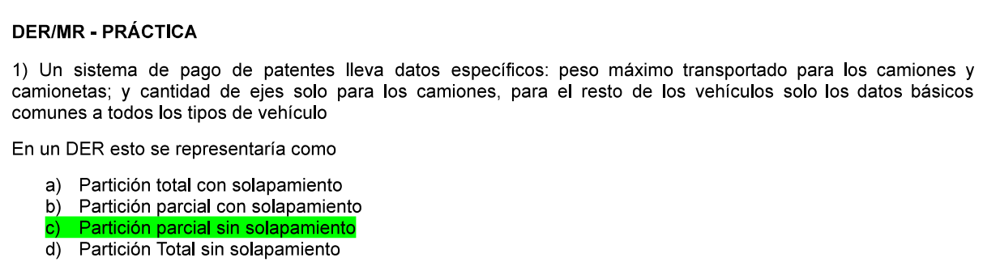 DER/MR - PRÁCTICA
1) Un sistema de pago de patentes lleva datos específicos: peso máximo transportado para los camiones y
camionetas; y cantidad de ejes solo para los camiones, para el resto de los vehículos solo los datos básicos
comunes a todos los tipos de vehículo
En un DER esto se representaría como
a) Partición total con solapamiento
b) Partición parcial con solapamiento
c) Partición parcial sin solapamiento
d) Partición Total sin solapamiento